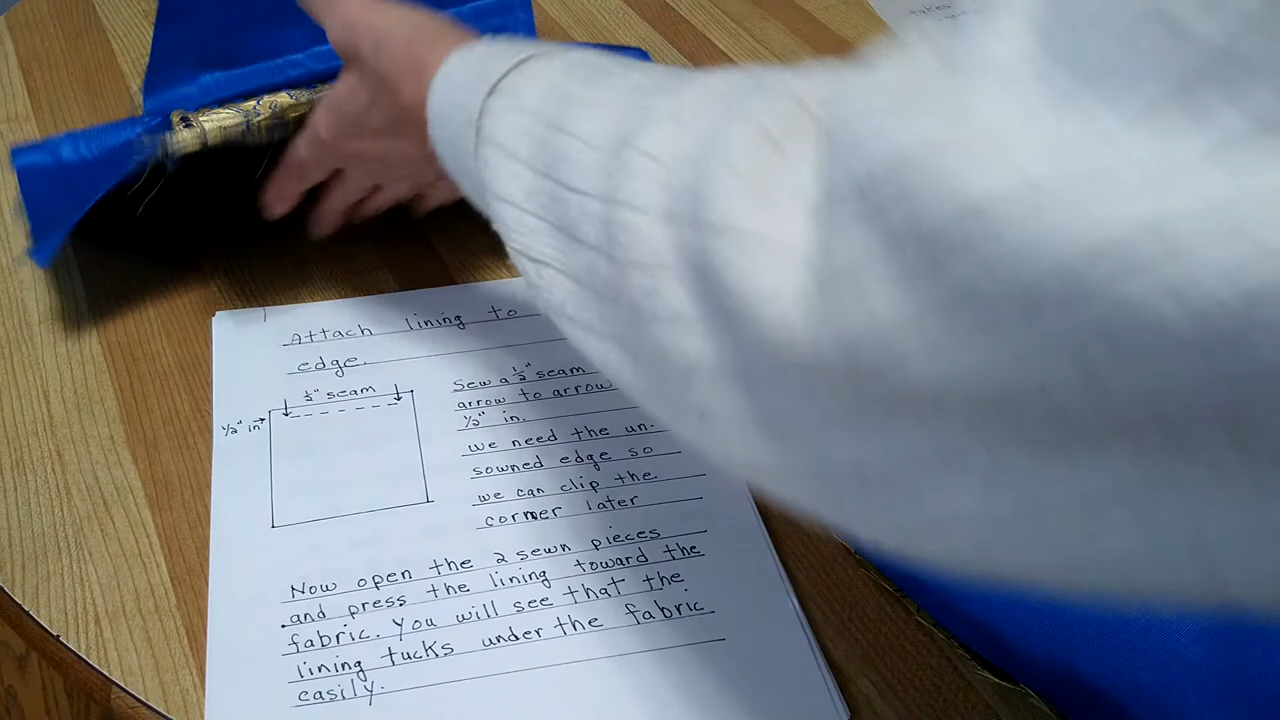 takes
Attach lining to
edge.
1/2" seam
1/2" in
Sew a 1/2" seam
arrow to arrow
1/2" in.
we need the un-
sowned edge so
we can clip the
corner later
Now open the 2 sewn pieces
and press the lining toward the
fabric. You will see that the
lining tucks under the fabric
easily.